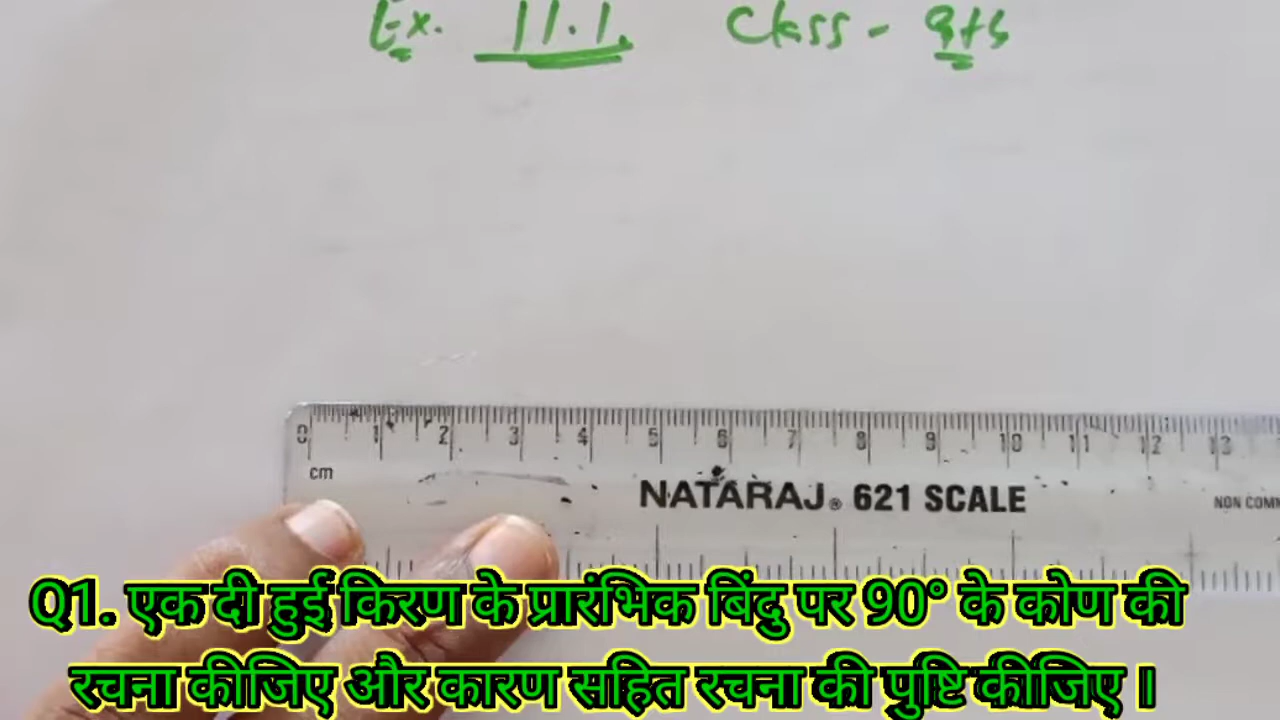 Ex. 11.1. Class - 9th
0 1 2 3 4 5 6 7 8 9 10 11 12 13
cm
NATARAJ® 621 SCALE
NON COMM
Q1. एक दी हुई किरण के प्रारंभिक बिंदु पर 90° के कोण की
रचना कीजिए और कारण सहित रचना की पुष्टि कीजिए ।